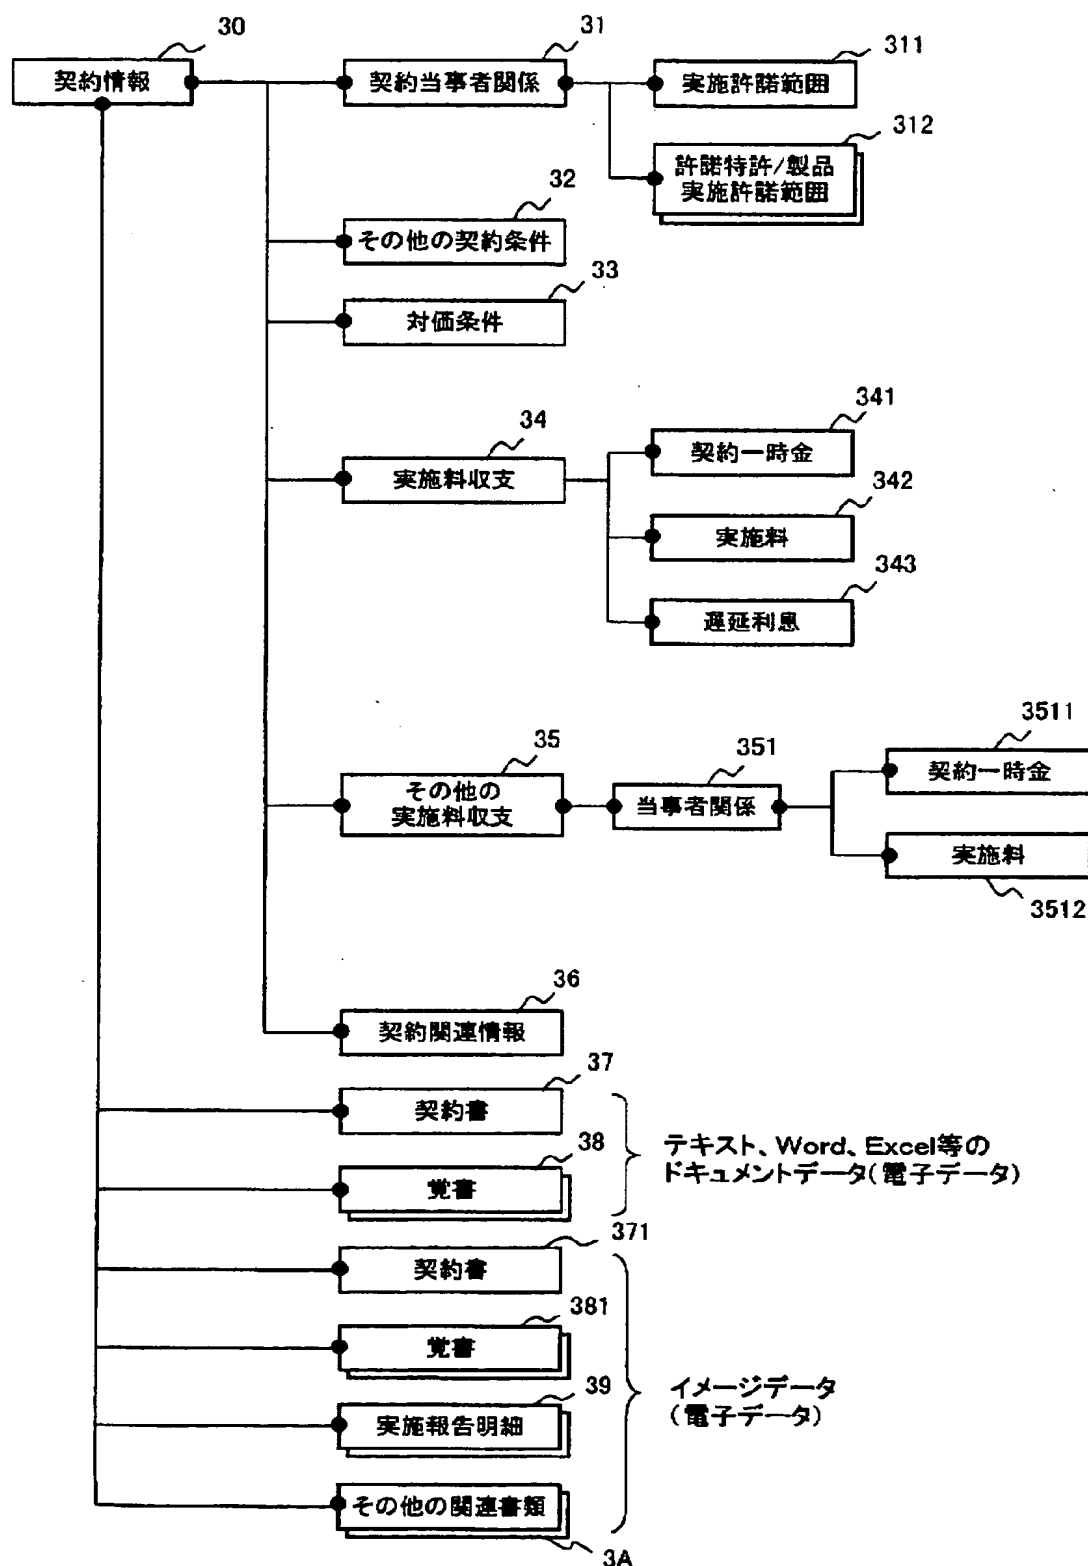 30
契約情報
31
契約当事者関係
311
実施許諾範囲
312
許諾特許/製品
実施許諾範囲
32
その他の契約条件
33
対価条件
34
実施料収支
341
契約一時金
342
実施料
343
遅延利息
35
その他の
実施料収支
351
当事者関係
3511
契約一時金
実施料
3512
36
契約関連情報
37
契約書
38
覚書
テキスト、Word、Excel等の
ドキュメントデータ(電子データ)
371
契約書
381
覚書
39
実施報告明細
イメージデータ
(電子データ)
その他の関連書類
3A